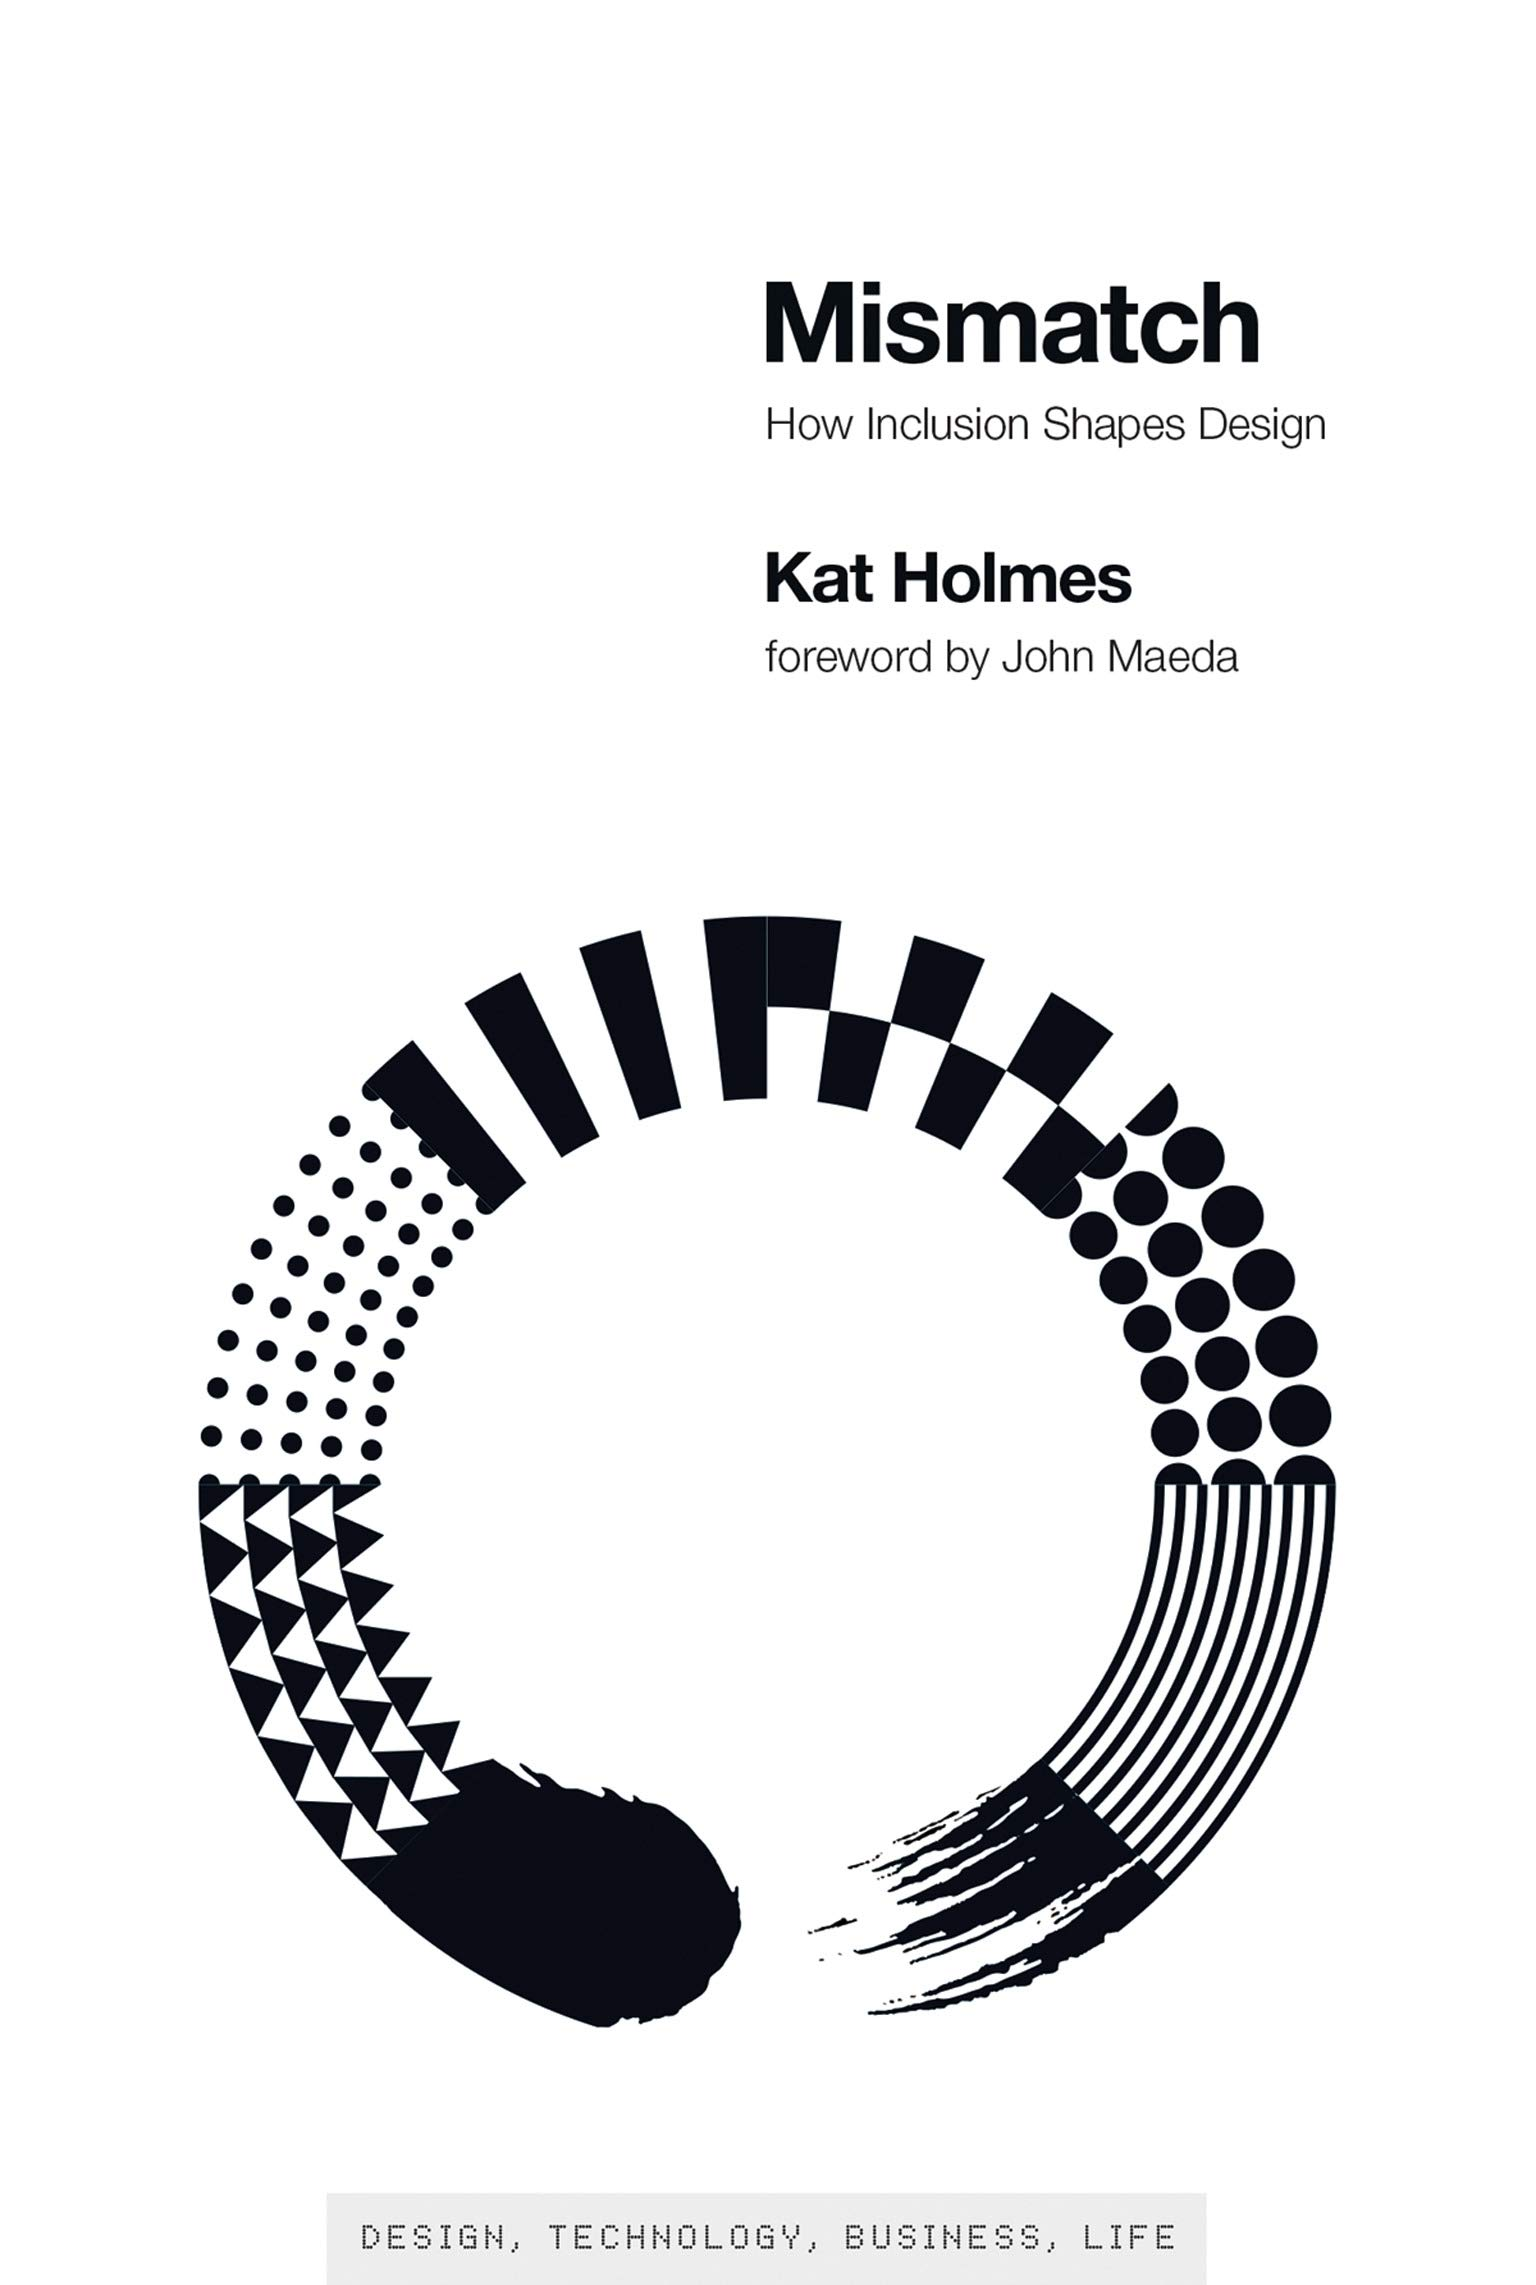 Mismatch
How Inclusion Shapes Design
Kat Holmes
foreword by John Maeda
DESIGN, TECHNOLOGY, BUSINESS, LIFE